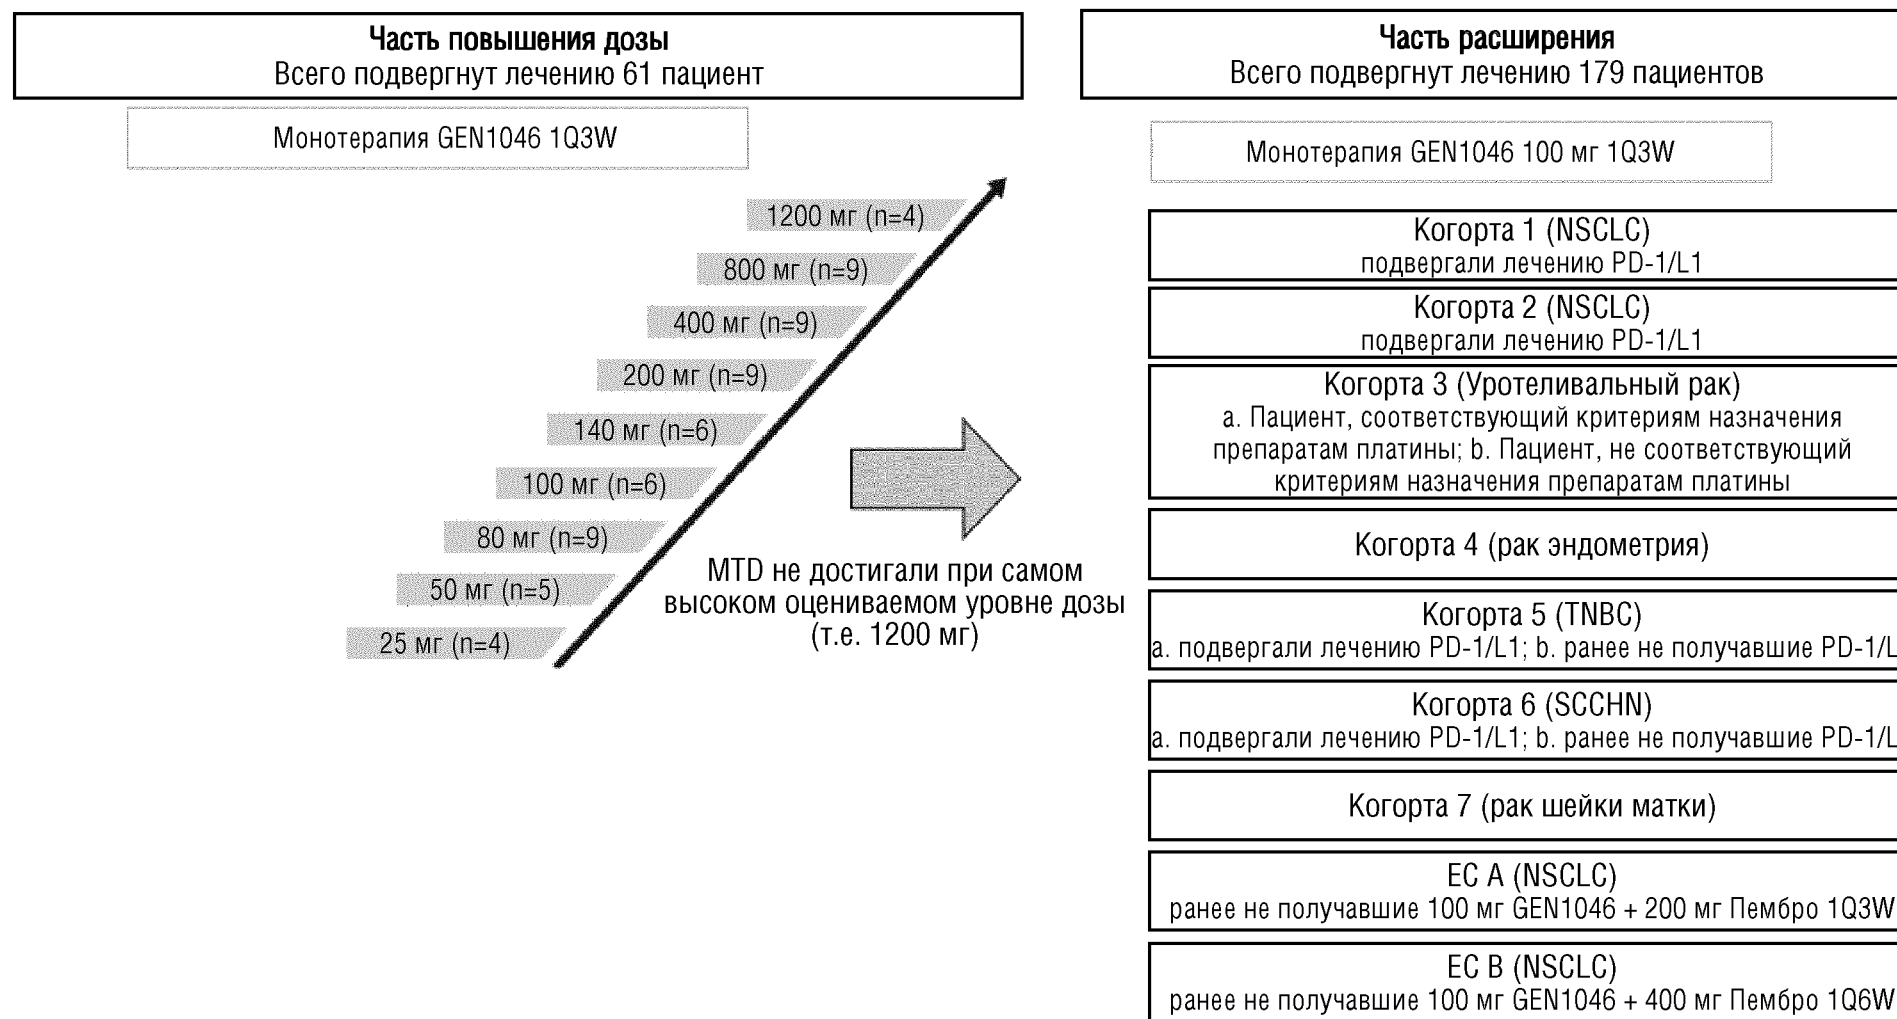 Часть повышения дозы
Всего подвергнут лечению 61 пациент
Монотерапия GEN1046 1Q3W
1200 мг (n=4)
800 мг (n=9)
400 мг (n=9)
200 мг (n=9)
140 мг (n=6)
100 мг (n=6)
80 мг (n=9)
50 мг (n=5)
25 мг (n=4)
MTD не достигали при самом
высоком оцениваемом уровне дозы
(т.е. 1200 мг)
Часть расширения
Всего подвергнут лечению 179 пациентов
Монотерапия GEN1046 100 мг 1Q3W
Когорта 1 (NSCLC)
подвергали лечению PD-1/L1
Когорта 2 (NSCLC)
подвергали лечению PD-1/L1
Когорта 3 (Уротеливальный рак)
a. Пациент, соответствующий критериям назначения
препаратам платины; b. Пациент, не соответствующий
критериям назначения препаратам платины
Когорта 4 (рак эндометрия)
Когорта 5 (TNBC)
a. подвергали лечению PD-1/L1; b. ранее не получавшие PD-1/L
Когорта 6 (SCCHN)
a. подвергали лечению PD-1/L1; b. ранее не получавшие PD-1/L
Когорта 7 (рак шейки матки)
EC A (NSCLC)
ранее не получавшие 100 мг GEN1046 + 200 мг Пембро 1Q3W
EC B (NSCLC)
ранее не получавшие 100 мг GEN1046 + 400 мг Пембро 1Q6W